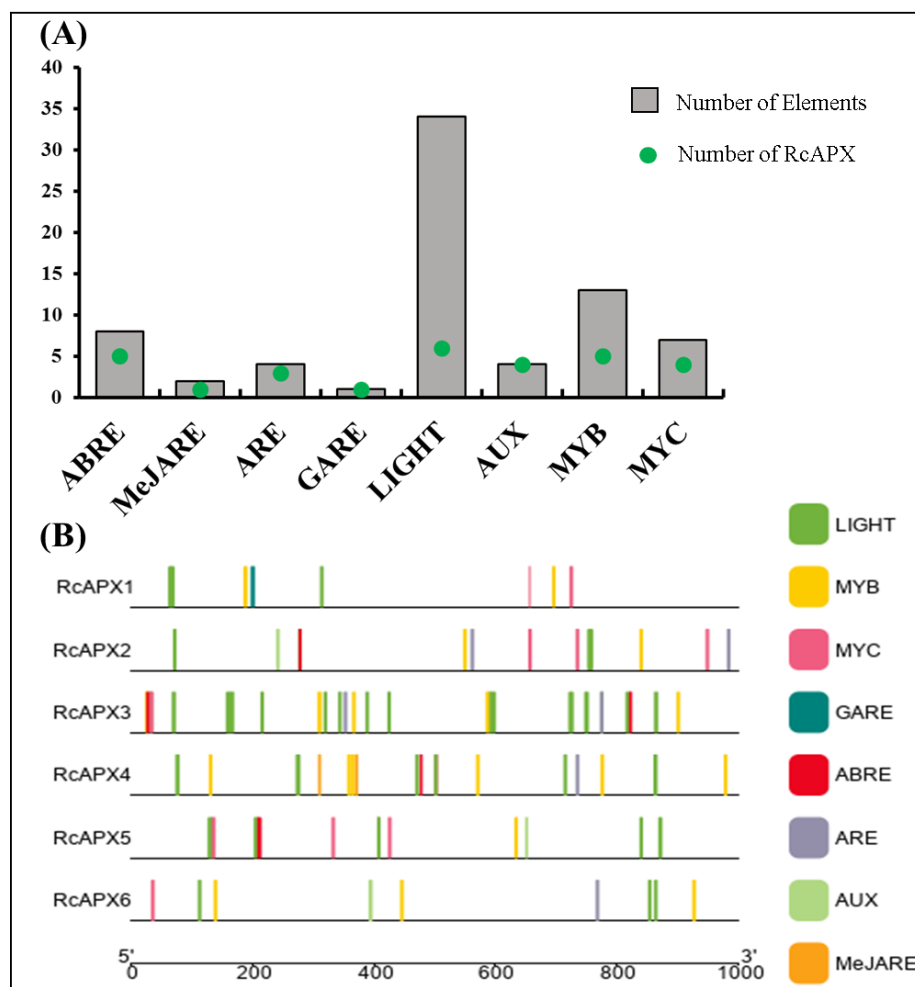 (A)
40
35
30
25
20
15
10
5
0
Number of Elements
Number of RcAPX
ABRE
MeJARE
ARE
GARE
LIGHT
AUX
MYB
MYC
(B)
RcAPX1
RcAPX2
RcAPX3
RcAPX4
RcAPX5
RcAPX6
5' 3'
0 200 400 600 800 1000
LIGHT
MYB
MYC
GARE
ABRE
ARE
AUX
MeJARE